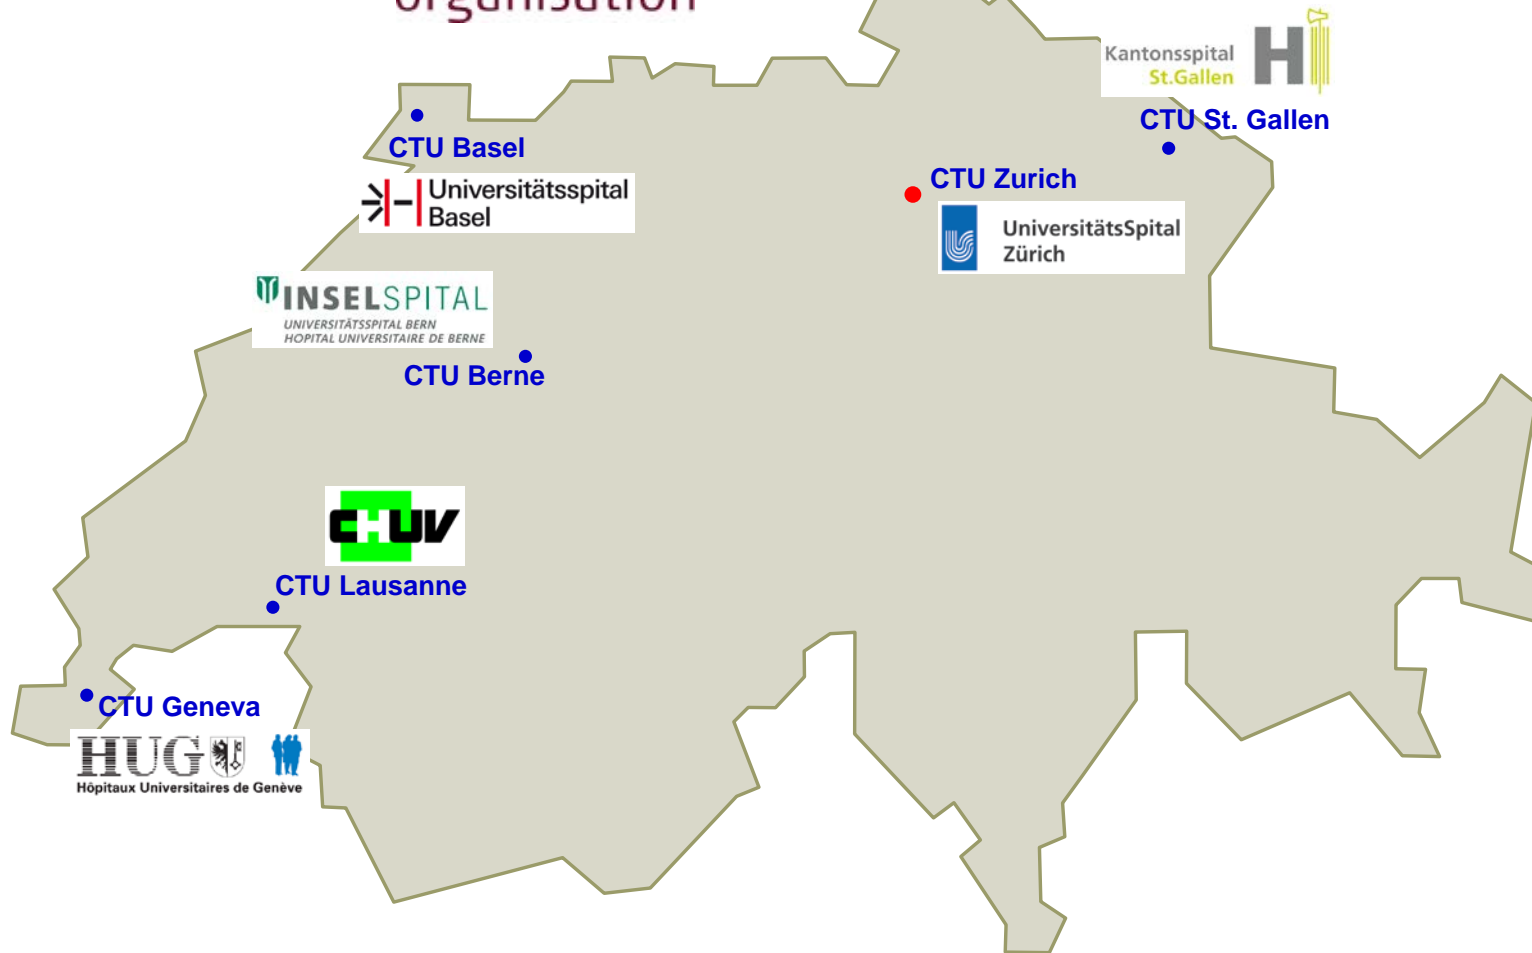 organisation
Kantonsspital
St.Gallen
CTU St. Gallen
CTU Basel
Universitätsspital
Basel
CTU Zurich
UniversitätsSpital
Zürich
INSELSPITAL
UNIVERSITÄTSSPITAL BERN
HOPITAL UNIVERSITAIRE DE BERNE
CTU Berne
CHUV
CTU Lausanne
CTU Geneva
HUG
Hôpitaux Universitaires de Genève